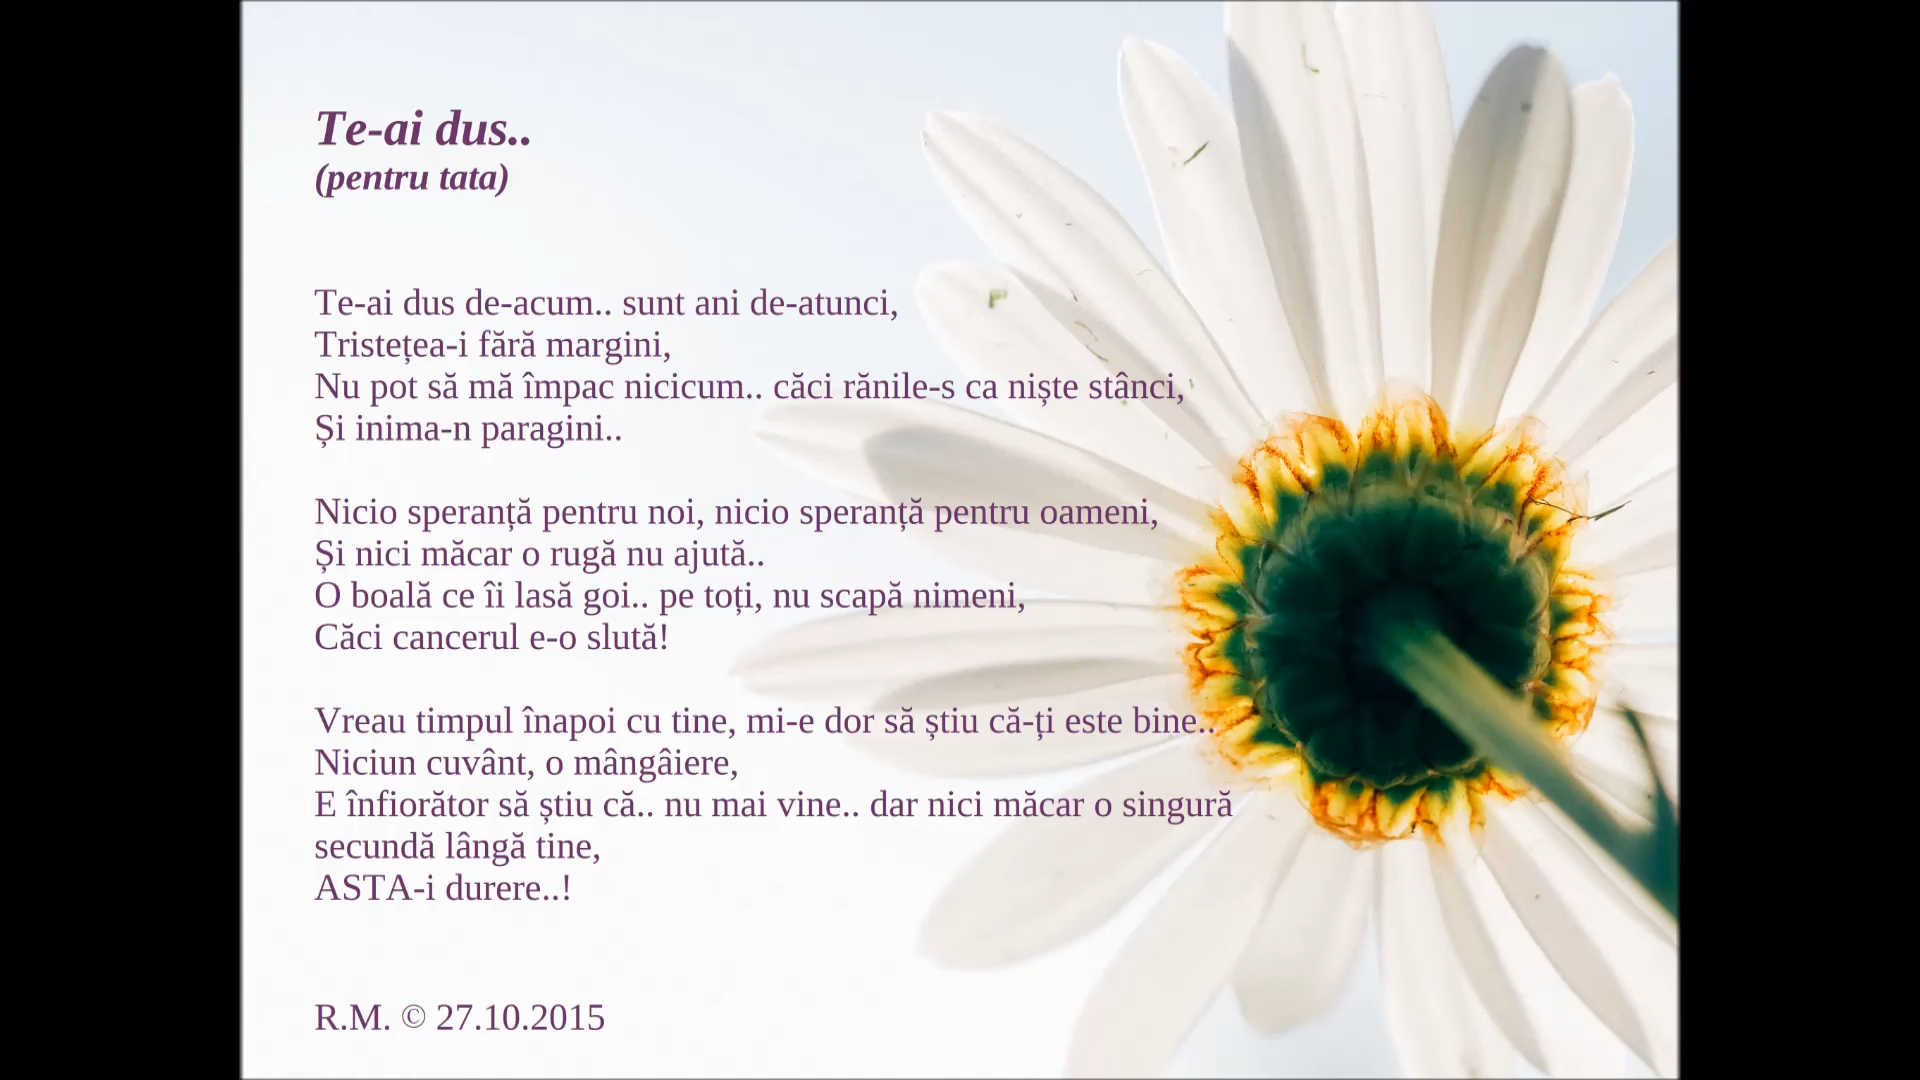 Te-ai dus..
(pentru tata)
Te-ai dus de-acum.. sunt ani de-atunci,
Tristețea-i fără margini,
Nu pot să mă împac nicicum.. căci rănile-s ca niște stânci,
Și inima-n paragini..
Nicio speranță pentru noi, nicio speranță pentru oameni,
Și nici măcar o rugă nu ajută..
O boală ce îi lasă goi.. pe toți, nu scapă nimeni,
Căci cancerul e-o slută!
Vreau timpul înapoi cu tine, mi-e dor să știu că-ți este bine..
Niciun cuvânt, o mângâiere,
E înfiorător să știu că.. nu mai vine.. dar nici măcar o singură
secundă lângă tine,
ASTA-i durere..!
R.M. © 27.10.2015